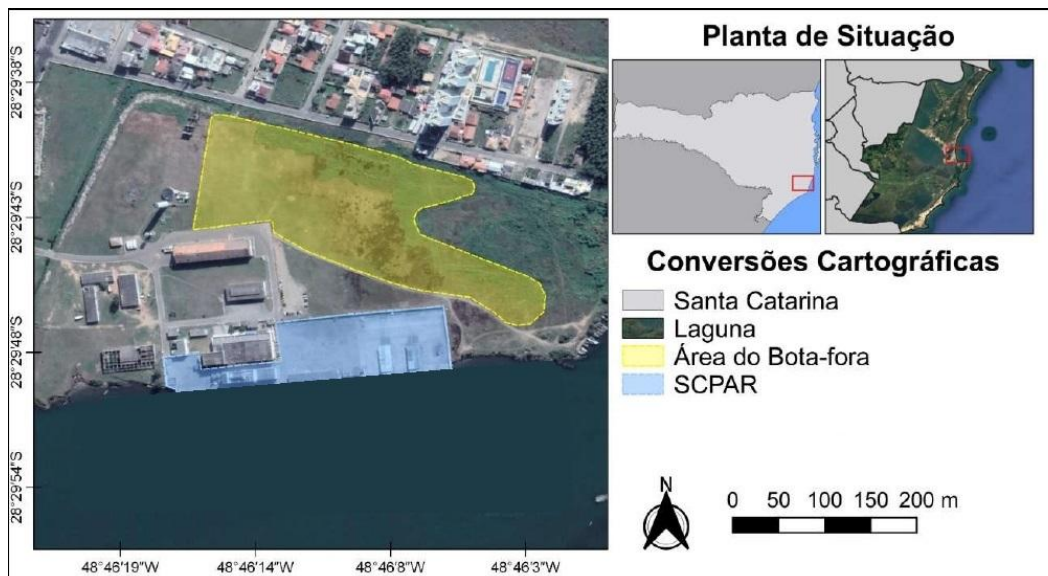 28°29'38"S
28°29'43"S
28°29'48"S
28°29'54"S
48°46'19"W
48°46'14"W
48°46'8"W
48°46'3"W
Planta de Situação
Conversões Cartográficas
Santa Catarina
Laguna
Área do Bota-fora
SCPAR
N
0 50 100 150 200 m